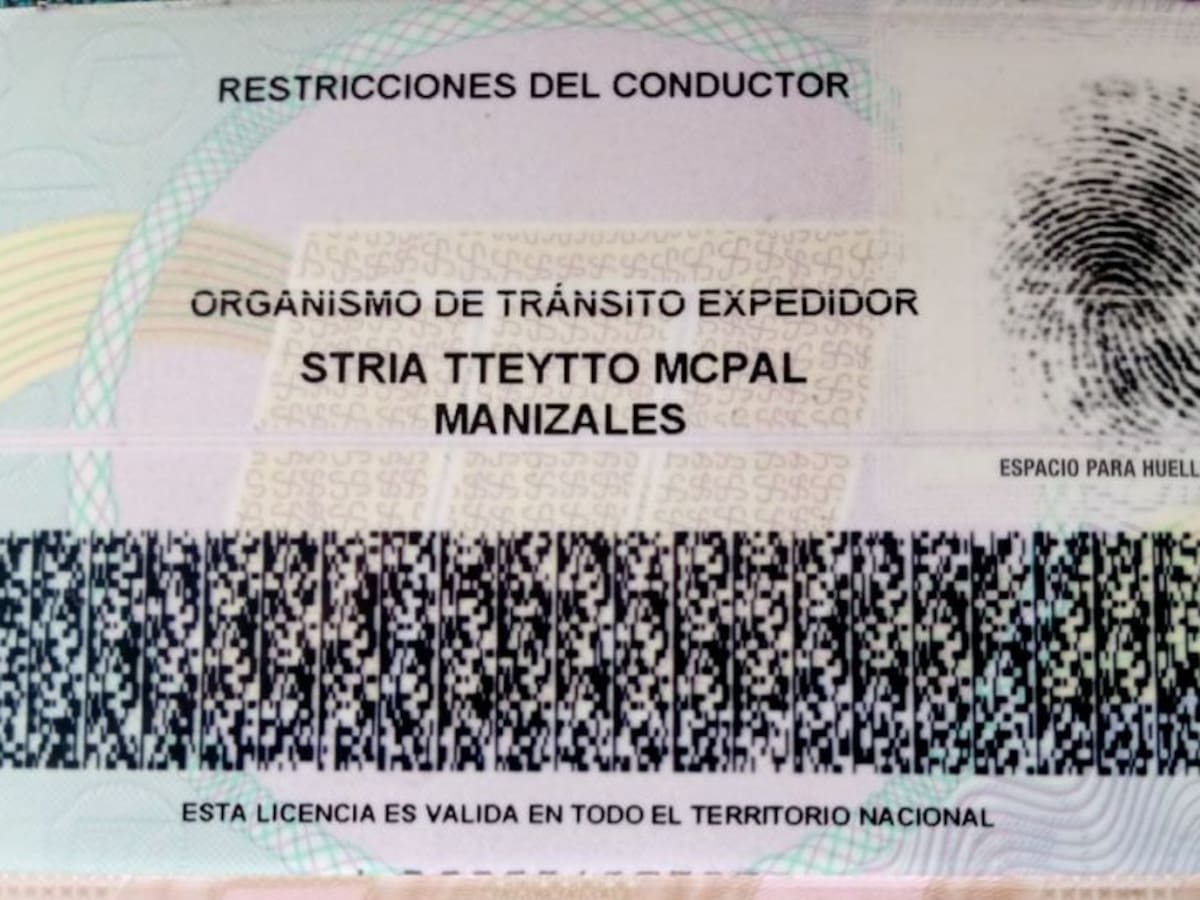 RESTRICCIONES DEL CONDUCTOR
ORGANISMO DE TRÁNSITO EXPEDIDOR
STRIA TTEYTTO MCPAL
MANIZALES
ESPACIO PARA HUELL
ESTA LICENCIA ES VALIDA EN TODO EL TERRITORIO NACIONAL